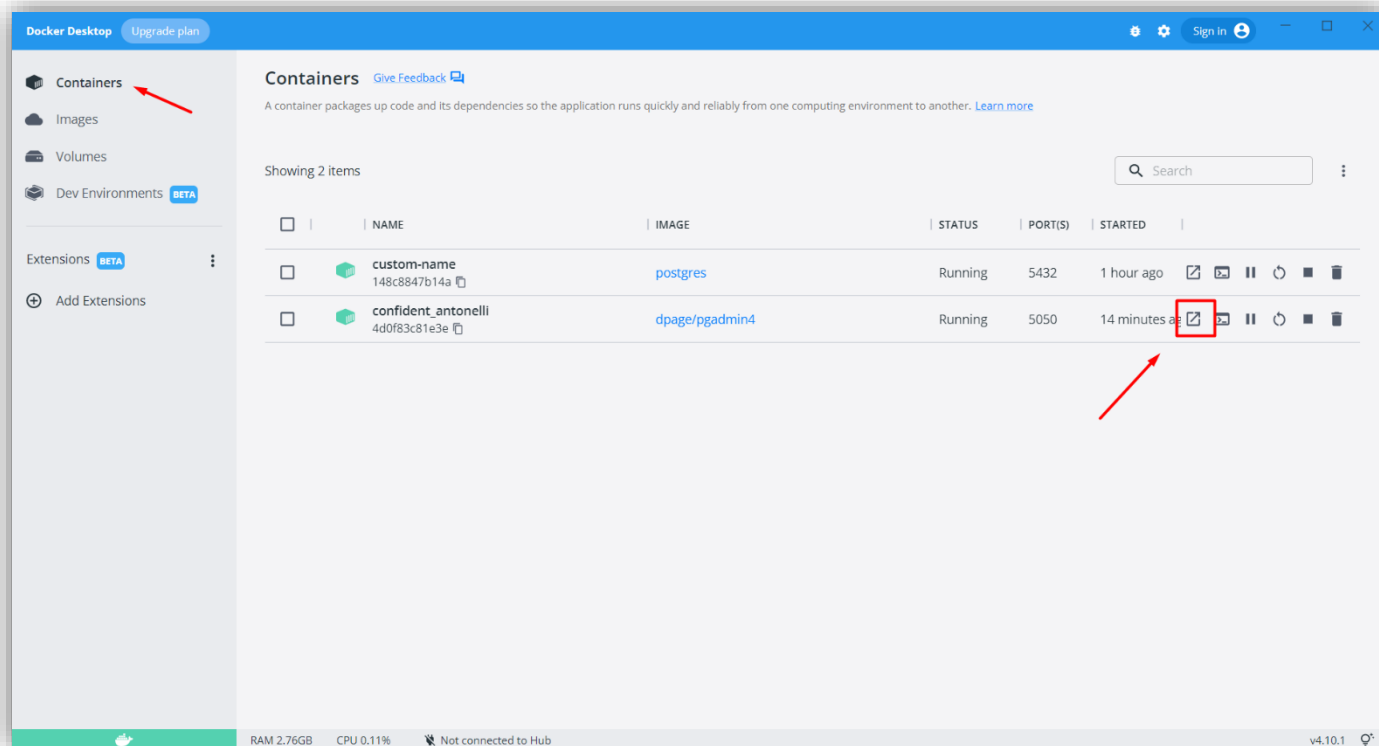 Docker Desktop Upgrade plan Sign in
Containers
Images
Volumes
Dev Environments BETA
Extensions BETA
Add Extensions
Containers Give Feedback
A container packages up code and its dependencies so the application runs quickly and reliably from one computing environment to another. Learn more
Showing 2 items Search
NAME IMAGE STATUS PORT(S) STARTED
custom-name postgres Running 5432 1 hour ago
148c8847b14a
confident_antonelli dpage/pgadmin4 Running 5050 14 minutes ag
4d0f83c81e3e
RAM 2.76GB CPU 0.11% Not connected to Hub v4.10.1